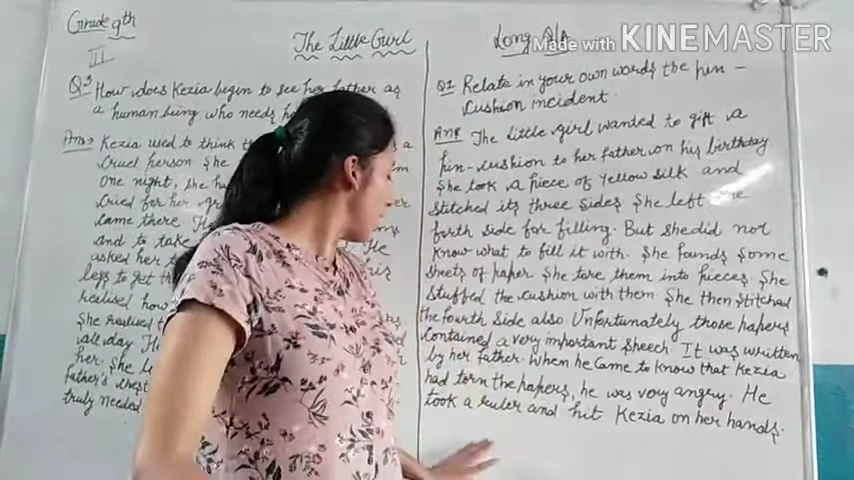 Grade 9th
III
The Little Gurl
Long Q/A
Made with KINEMASTER
Q3 How does Kezia begin to see her father as
a human being who needs
Ans→ Kezia used to think a
Cruel person She
One night, she
Cried for her
Came there
and to take
asked her He
legs to get
realised how
She realised
all day
her. She
father's
truly needed
Q1 Relate in your own words the pin -
Cushion incident.
Ans The little girl wanted to gift a
pin-cushion to her father on his birthday
She took a piece of Yellow silk and
stitched its three sides She left
forth side for filling. But she did not
know what to fill it with. She found some
sheets of paper She tore them into pieces. She
stuffed the cushion with them. She then stitched
the fourth side also. Unfortunately those papers
Contained a very important speech. It was written
by her father. When he came to know that Kezia
had torn the papers, he was very angry. He
took a ruler and hit Kezia on her hands.